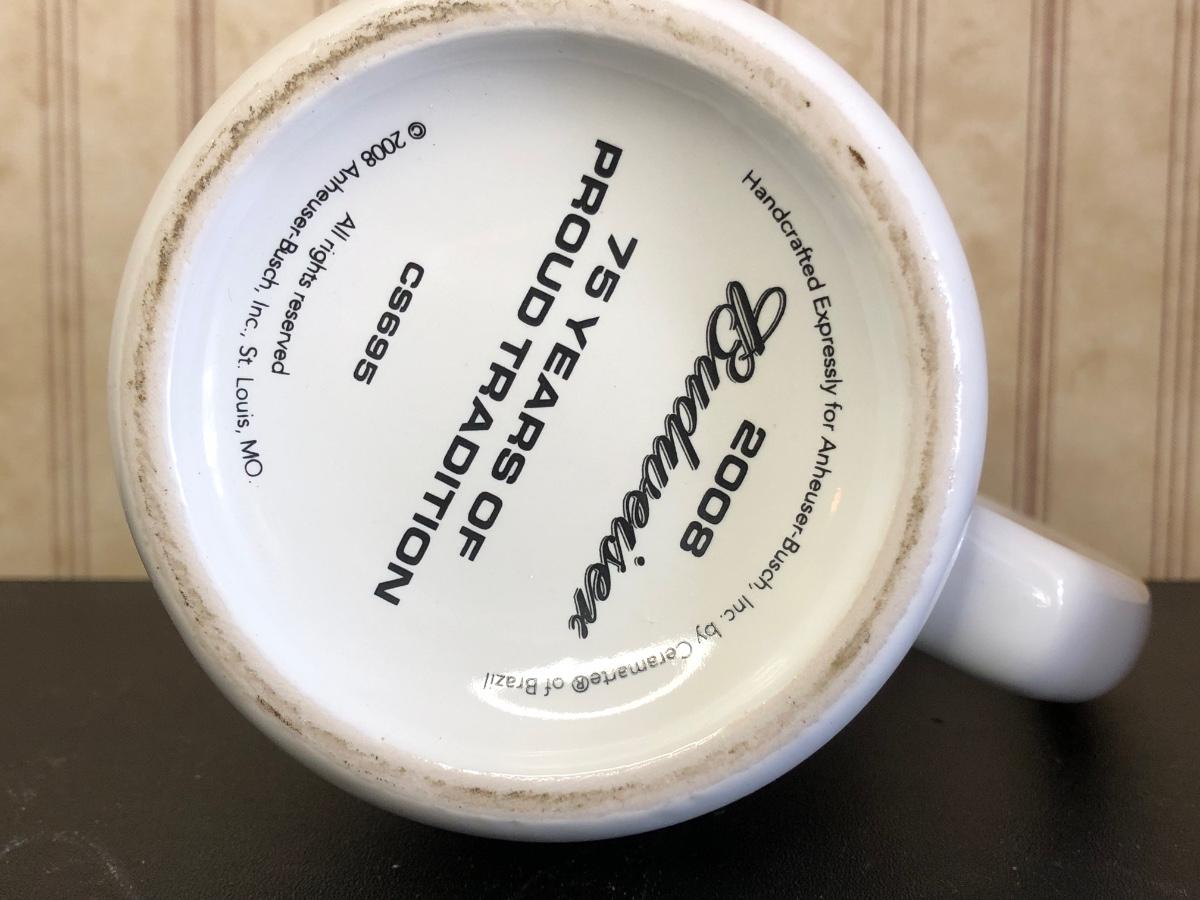 Handcrafted Expressly for Anheuser-Busch, Inc. by Ceramarte® of Brazil
2008
Budweiser
75 YEARS OF
PROUD TRADITION
CS695
All rights reserved
© 2008 Anheuser-Busch, Inc., St. Louis, MO.